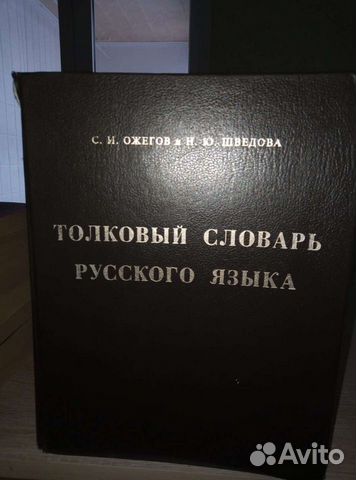 С. И. ОЖЕГОВ и Н. Ю. ШВЕДОВА
ТОЛКОВЫЙ СЛОВАРЬ
РУССКОГО ЯЗЫКА
Avito